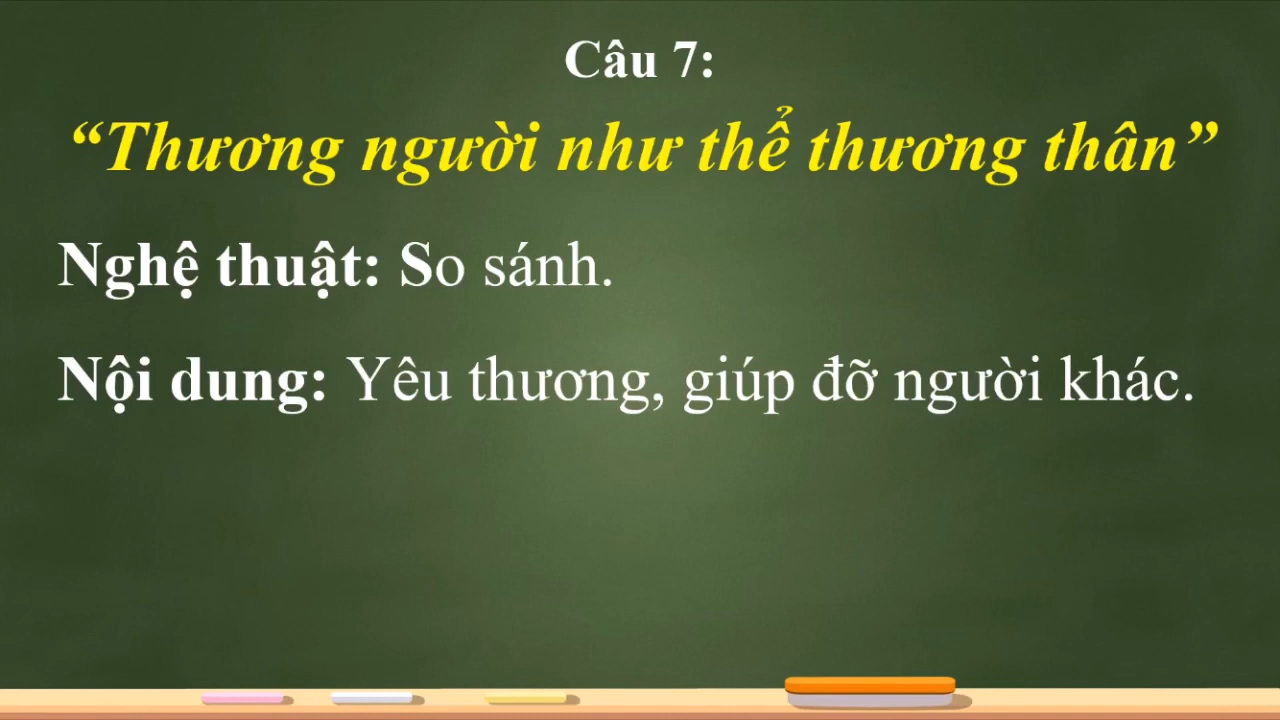 Câu 7:
“Thương người như thể thương thân”
Nghệ thuật: So sánh.
Nội dung: Yêu thương, giúp đỡ người khác.